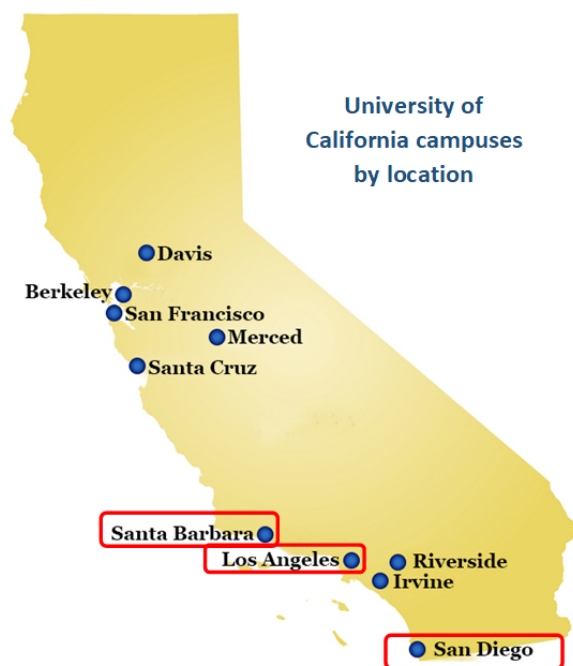 University of
California campuses
by location
Davis
Berkeley
San Francisco
Merced
Santa Cruz
Santa Barbara
Los Angeles
Riverside
Irvine
San Diego